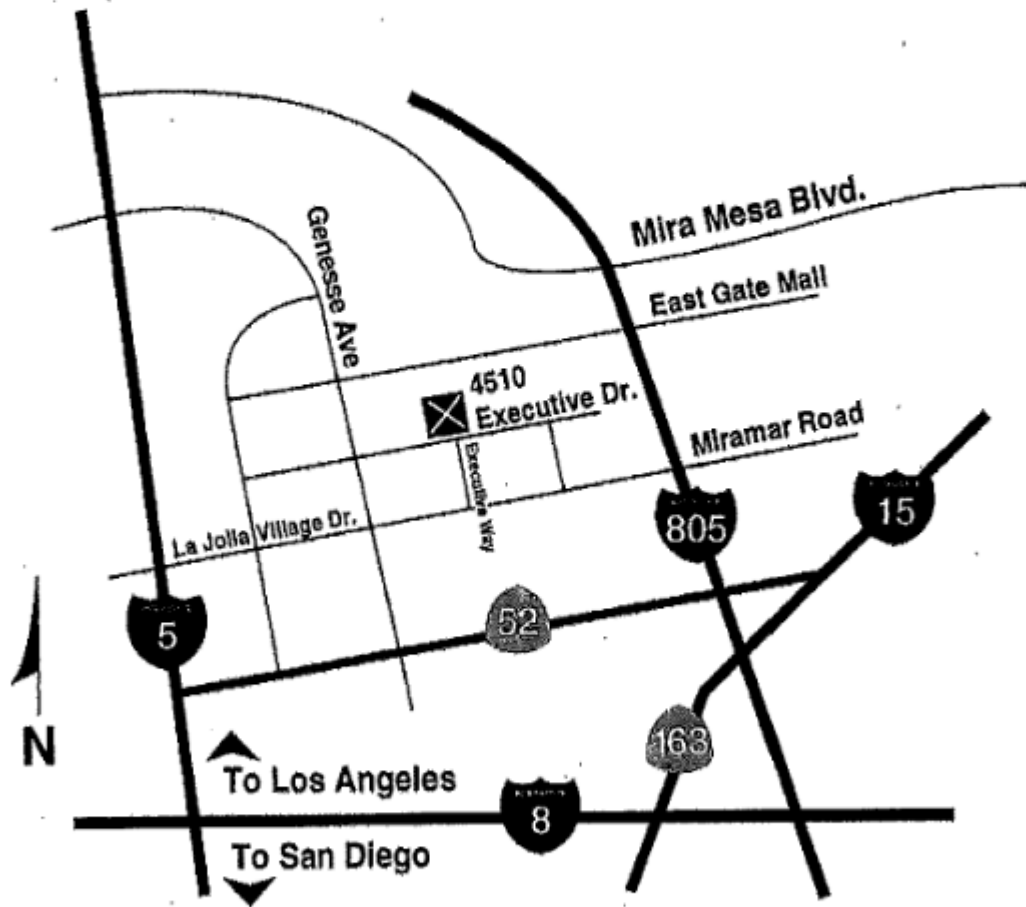 Mira Mesa Blvd.
Genesse Ave
East Gate Mall
4510
Executive Dr.
Executive Way
Miramar Road
La Jolla Village Dr.
805
15
5
52
163
N
To Los Angeles
8
To San Diego